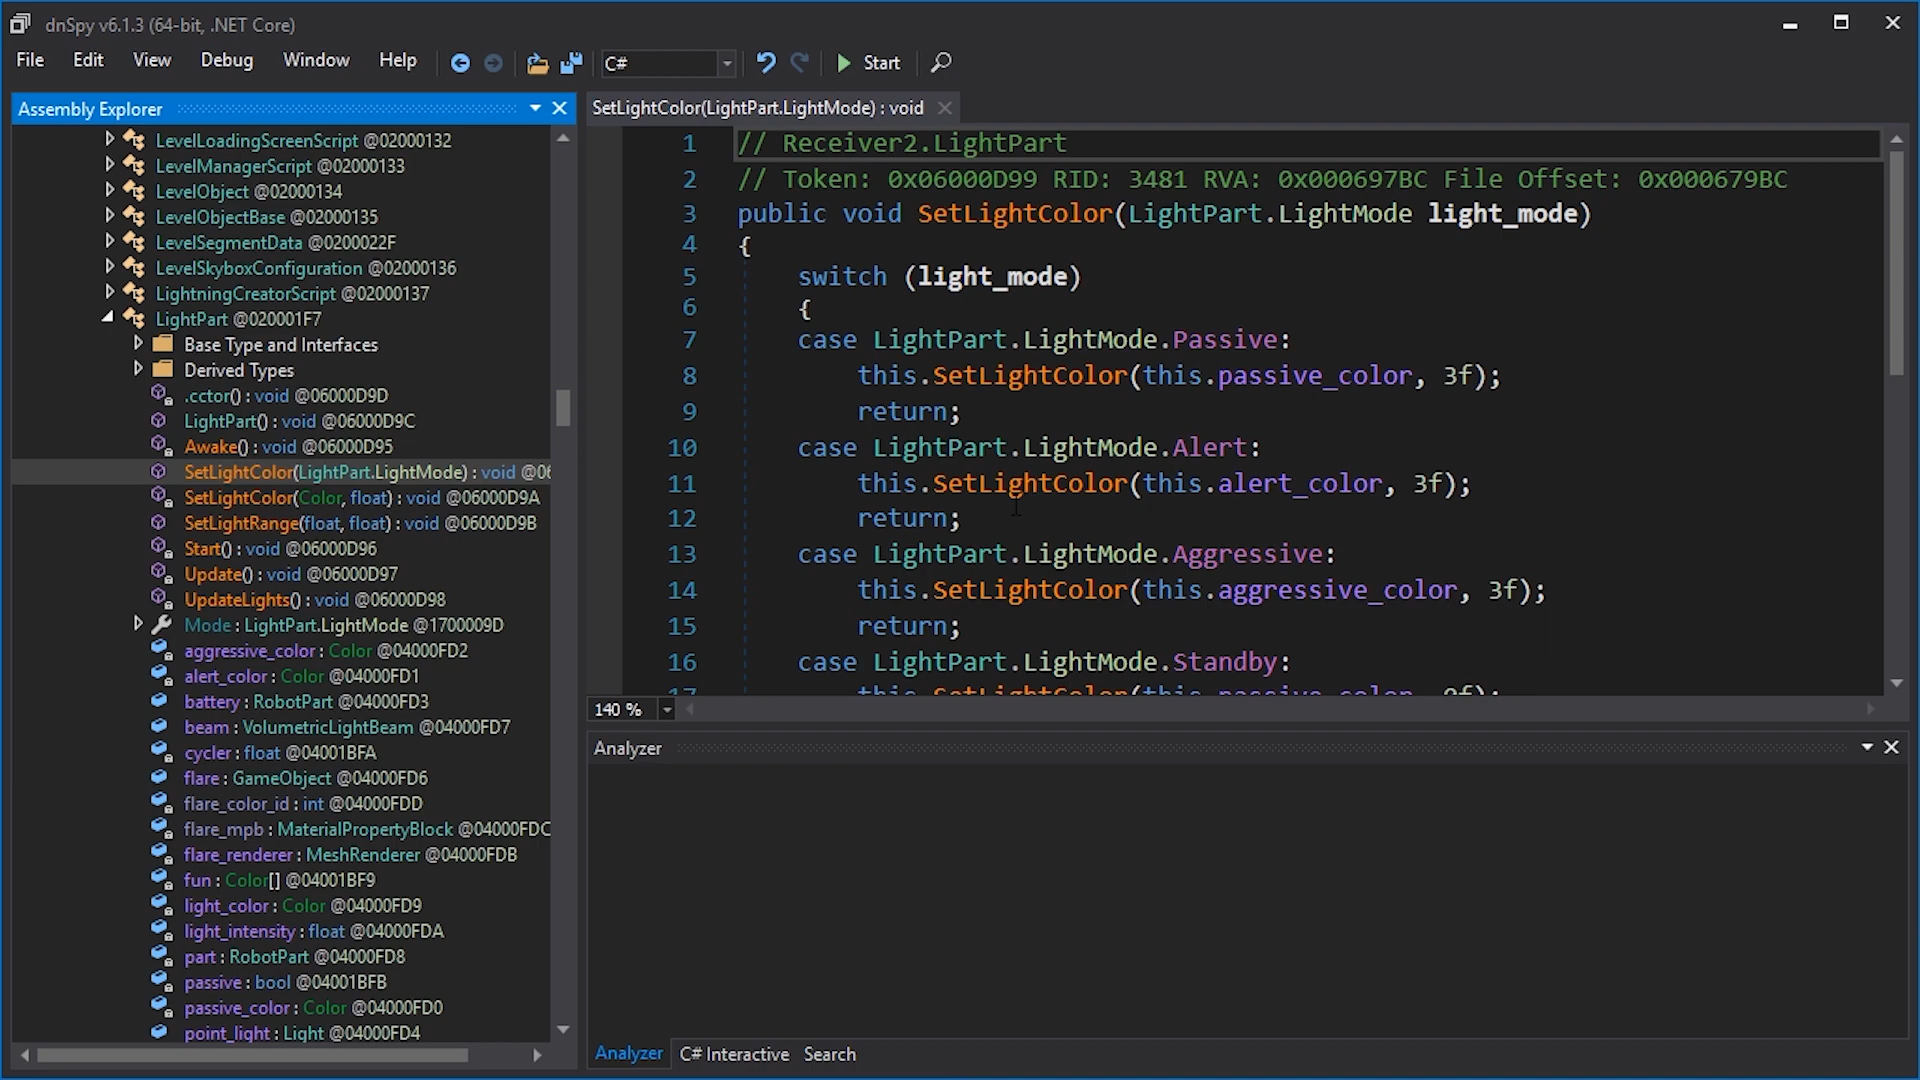 dnSpy v6.1.3 (64-bit, .NET Core)
File Edit View Debug Window Help C# Start
Assembly Explorer
LevelLoadingScreenScript @02000132
LevelManagerScript @02000133
LevelObject @02000134
LevelObjectBase @02000135
LevelSegmentData @0200022F
LevelSkyboxConfiguration @02000136
LightningCreatorScript @02000137
LightPart @020001F7
Base Type and Interfaces
Derived Types
.cctor() : void @06000D9D
LightPart() : void @06000D9C
Awake() : void @06000D95
SetLightColor(LightPart.LightMode) : void @06
SetLightColor(Color, float) : void @06000D9A
SetLightRange(float, float) : void @06000D9B
Start() : void @06000D96
Update() : void @06000D97
UpdateLights() : void @06000D98
Mode : LightPart.LightMode @1700009D
aggressive_color : Color @04000FD2
alert_color : Color @04000FD1
battery : RobotPart @04000FD3
beam : VolumetricLightBeam @04000FD7
cycler : float @04001BFA
flare : GameObject @04000FD6
flare_color_id : int @04000FDD
flare_mpb : MaterialPropertyBlock @04000FDC
flare_renderer : MeshRenderer @04000FDB
fun : Color[] @04001BF9
light_color : Color @04000FD9
light_intensity : float @04000FDA
part : RobotPart @04000FD8
passive : bool @04001BFB
passive_color : Color @04000FD0
point_light : Light @04000FD4
SetLightColor(LightPart.LightMode) : void
1 // Receiver2.LightPart
2 // Token: 0x06000D99 RID: 3481 RVA: 0x000697BC File Offset: 0x000679BC
3 public void SetLightColor(LightPart.LightMode light_mode)
4 {
5 switch (light_mode)
6 {
7 case LightPart.LightMode.Passive:
8 this.SetLightColor(this.passive_color, 3f);
9 return;
10 case LightPart.LightMode.Alert:
11 this.SetLightColor(this.alert_color, 3f);
12 return;
13 case LightPart.LightMode.Aggressive:
14 this.SetLightColor(this.aggressive_color, 3f);
15 return;
16 case LightPart.LightMode.Standby:
17 this.SetLightColor(this.passive_color, 0f);
140 %
Analyzer
Analyzer C# Interactive Search